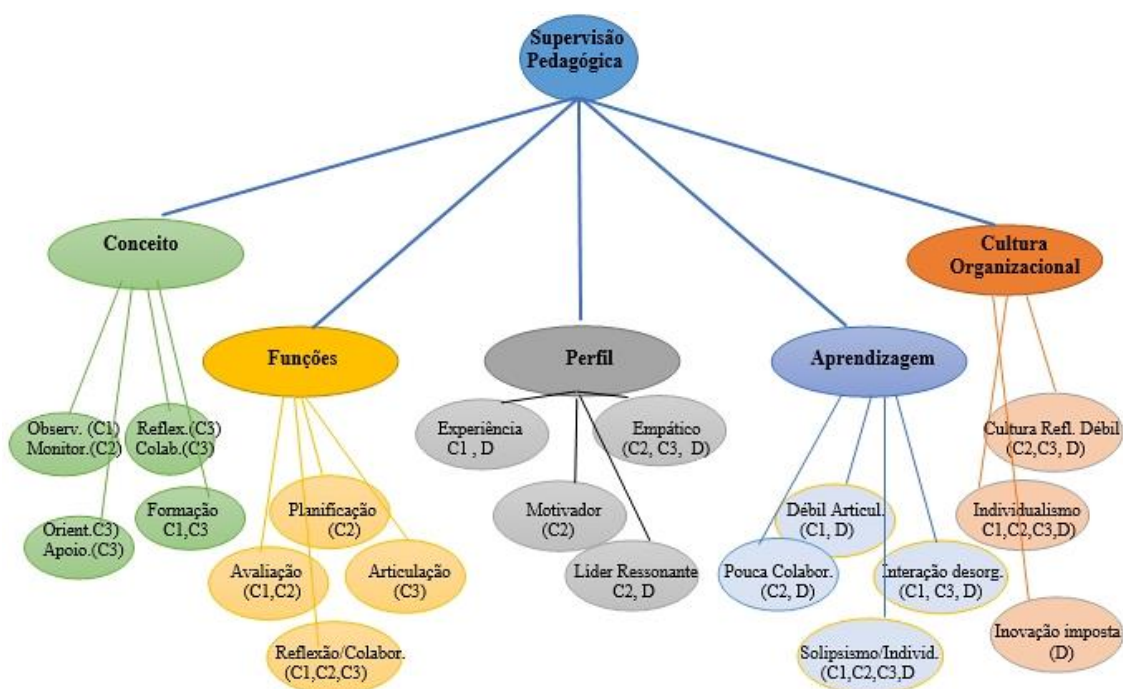 Supervisão
Pedagógica
Conceito
Cultura
Organizacional
Funções
Perfil
Aprendizagem
Observ. (C1)
Monitor.(C2)
Reflex.(C3)
Colab.(C3)
Orient.C3)
Apoio.(C3)
Formação
C1,C3
Planificação
(C2)
Avaliação
(C1,C2)
Articulação
(C3)
Reflexão/Colabor.
(C1,C2,C3)
Experiência
C1 , D
Empático
(C2, C3, D)
Motivador
(C2)
Lider Ressonante
C2, D
Débil Articul.
(C1, D)
Pouca Colabor.
(C2, D)
Interação desorg.
(C1, C3, D)
Solipsismo/Individ.
(C1,C2,C3,D
Cultura Refl. Débil
(C2,C3, D)
Individualismo
C1,C2,C3,D)
Inovação imposta
(D)